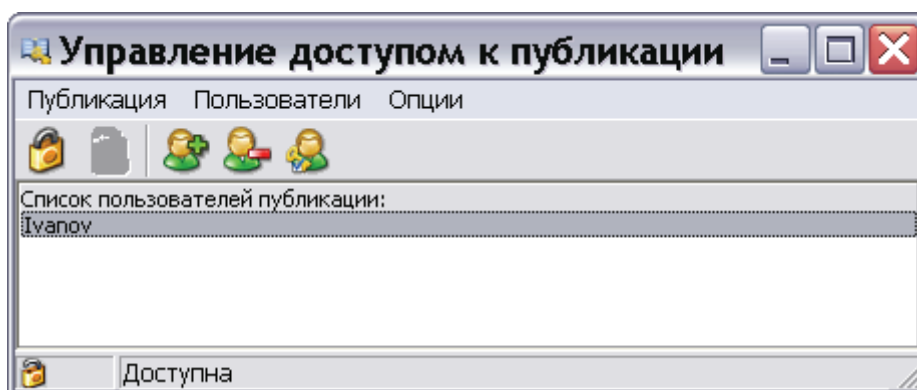 Управление доступом к публикации
Публикация Пользователи Опции
Список пользователей публикации:
Ivanov
Доступна